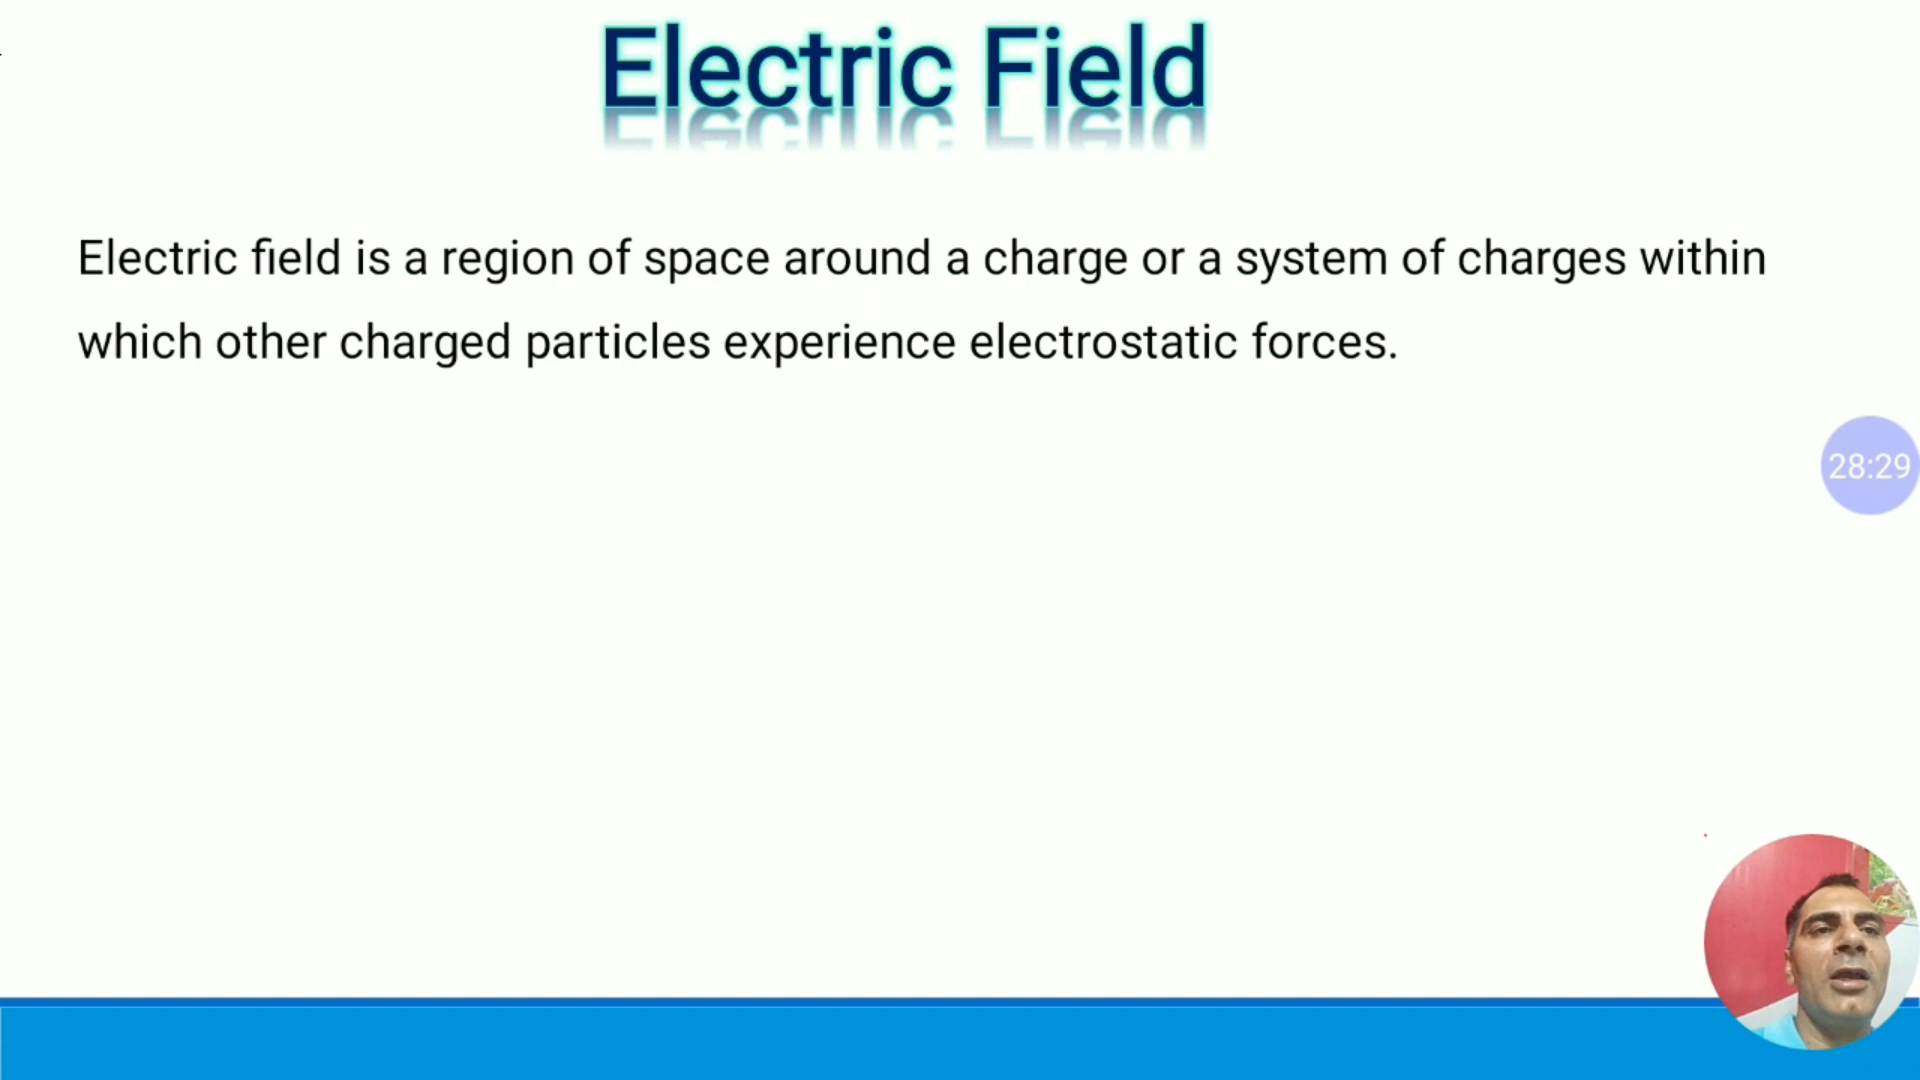 Electric Field
Electric field is a region of space around a charge or a system of charges within
which other charged particles experience electrostatic forces.
28:29